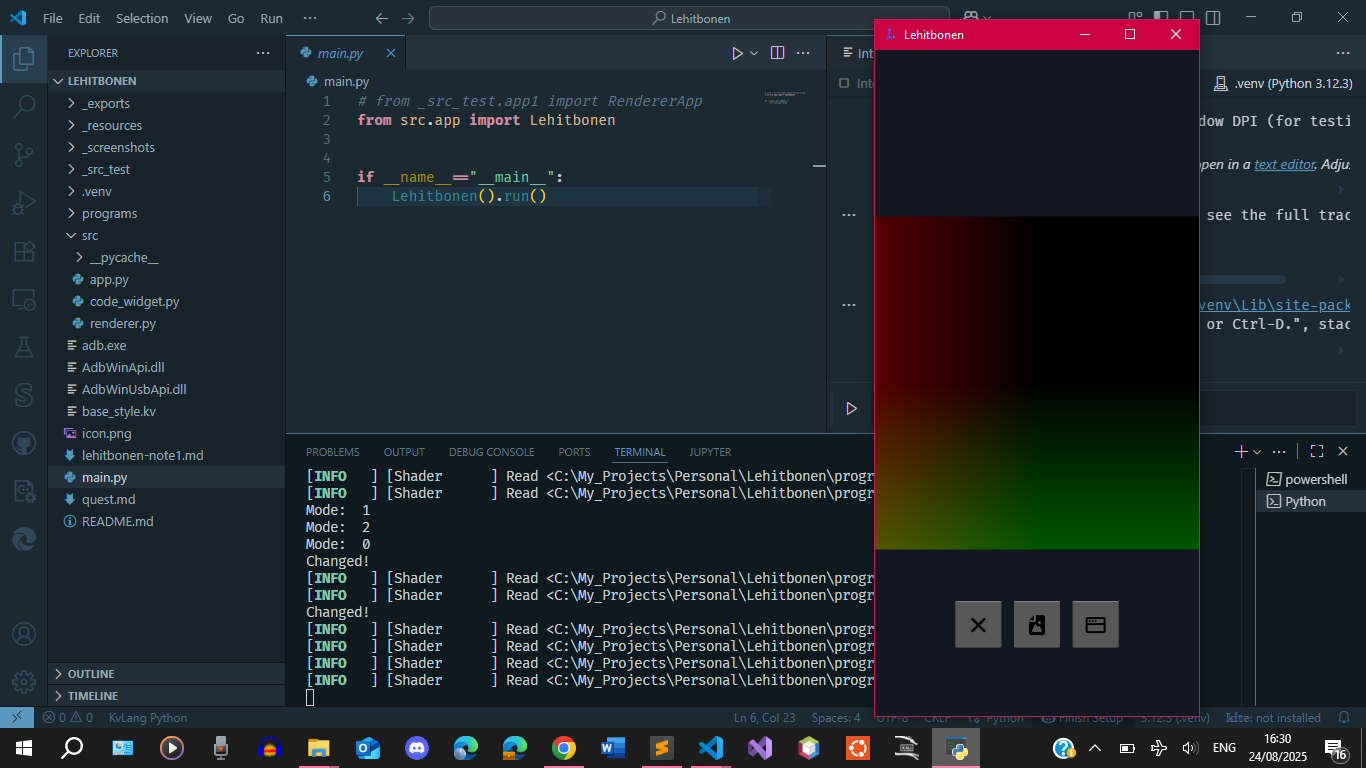 File Edit Selection View Go Run ···
Lehitbonen
EXPLORER
LEHITBONEN
_exports
_resources
_screenshots
_src_test
.venv
programs
src
__pycache__
app.py
code_widget.py
renderer.py
adb.exe
AdbWinApi.dll
AdbWinUsbApi.dll
base_style.kv
icon.png
lehitbonen-note1.md
main.py
quest.md
README.md
OUTLINE
TIMELINE
main.py
main.py
1 # from _src_test.app1 import RendererApp
2 from src.app import Lehitbonen
3
4
5 if __name__=="__main__":
6 Lehitbonen().run()
Int
Inte
.venv (Python 3.12.3)
dow DPI (for testi
pen in a text editor. Adjus
see the full trac
venv\Lib\site-pack
or Ctrl-D.", stac
Lehitbonen
PROBLEMS OUTPUT DEBUG CONSOLE PORTS TERMINAL JUPYTER
[INFO ] [Shader ] Read <C:\My_Projects\Personal\Lehitbonen\progr
[INFO ] [Shader ] Read <C:\My_Projects\Personal\Lehitbonen\progr
Mode: 1
Mode: 2
Mode: 0
Changed!
[INFO ] [Shader ] Read <C:\My_Projects\Personal\Lehitbonen\progr
[INFO ] [Shader ] Read <C:\My_Projects\Personal\Lehitbonen\progr
Changed!
[INFO ] [Shader ] Read <C:\My_Projects\Personal\Lehitbonen\progr
[INFO ] [Shader ] Read <C:\My_Projects\Personal\Lehitbonen\progr
[INFO ] [Shader ] Read <C:\My_Projects\Personal\Lehitbonen\progr
[INFO ] [Shader ] Read <C:\My_Projects\Personal\Lehitbonen\progr
powershell
Python
0 0 KvLang Python Ln 6, Col 23 Spaces: 4 UTF-8 CRLF Python Finish Setup 3.12.3 (.venv) kite: not installed
ENG
16:30
24/08/2025
16